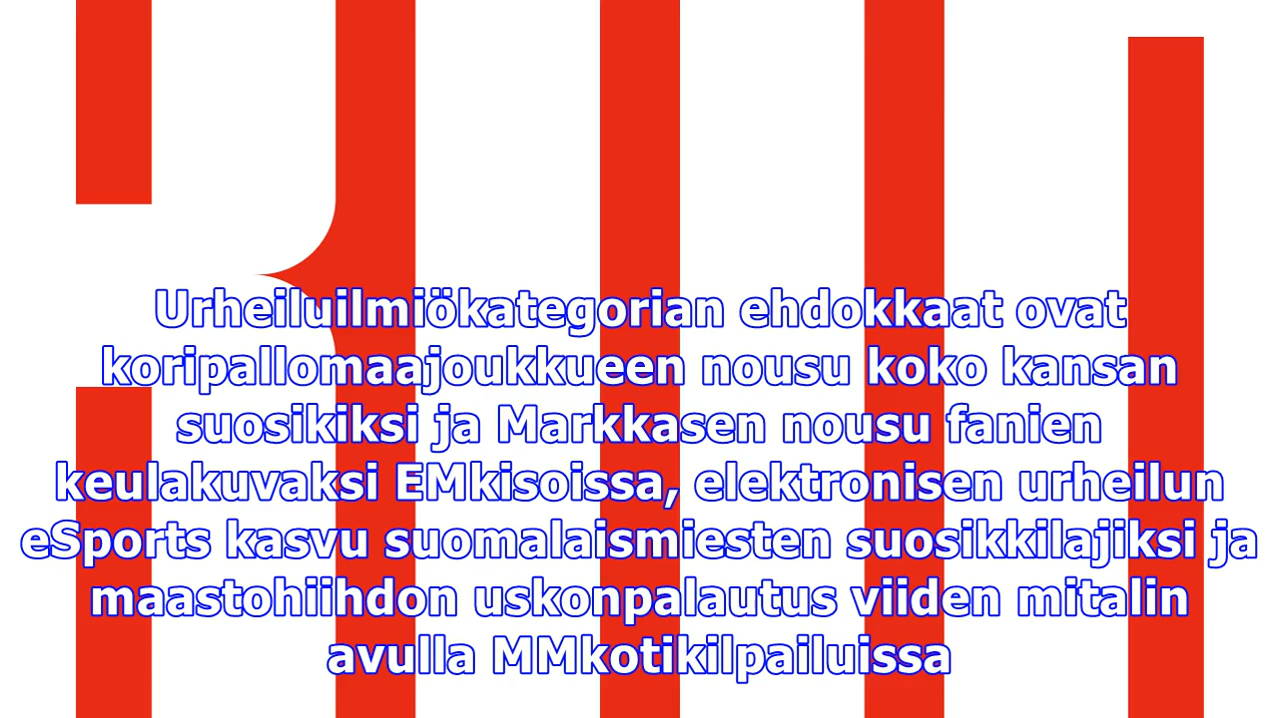 Urheiluilmiökategorian ehdokkaat ovat
koripallomaajoukkueen nousu koko kansan
suosikiksi ja Markkasen nousu fanien
keulakuvaksi EMkisoissa, elektronisen urheilun
eSports kasvu suomalaismiesten suosikkilajiksi ja
maastohiihdon uskonpalautus viiden mitalin
avulla MMkotikilpailuissa